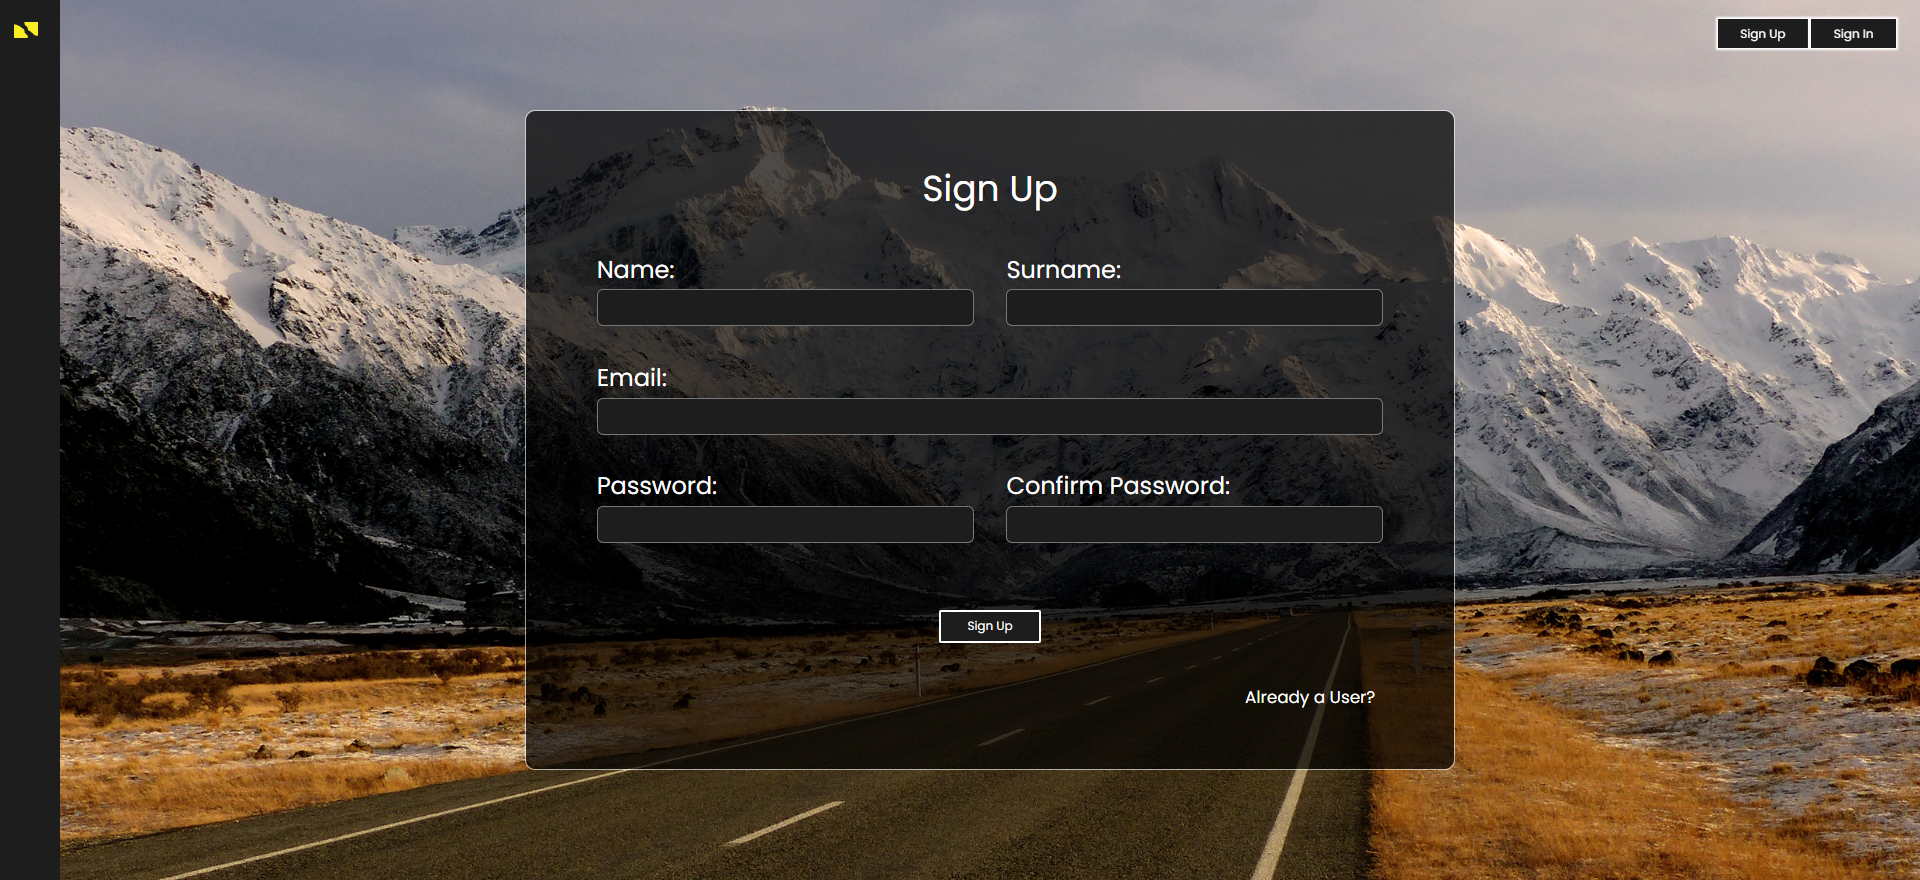 Sign Up Sign In
Sign Up
Name: Surname:
Email:
Password: Confirm Password:
Sign Up
Already a User?